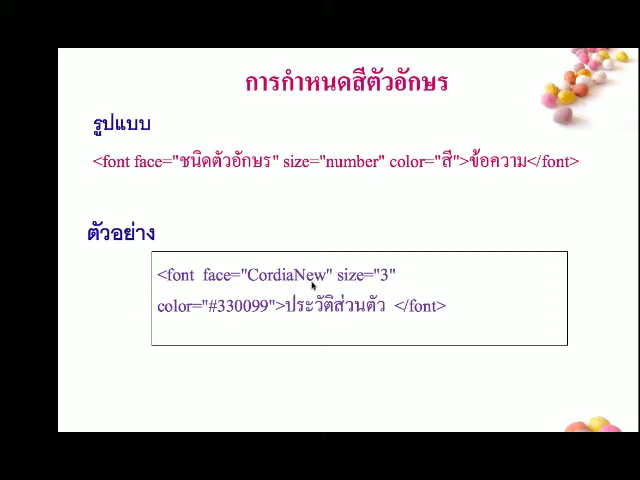 การกำหนดสีตัวอักษร
รูปแบบ
<font face="ชนิดตัวอักษร" size="number" color="สี">ข้อความ</font>
ตัวอย่าง
<font  face="CordiaNew" size="3"
color="#330099">ประวัติส่วนตัว  </font>